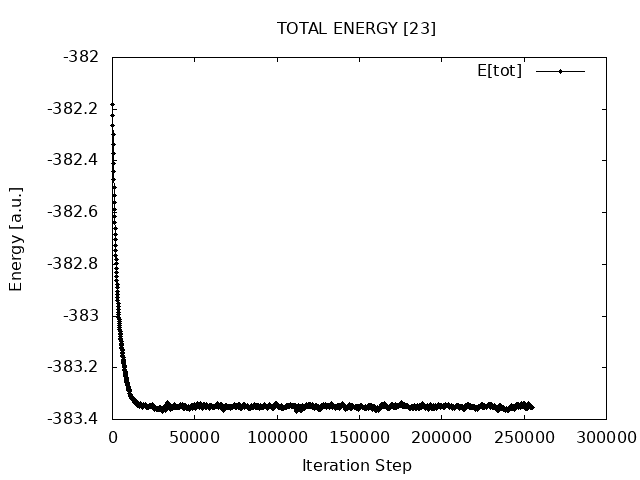 TOTAL ENERGY [23]
E[tot]
Energy [a.u.]
-382
-382.2
-382.4
-382.6
-382.8
-383
-383.2
-383.4
0 50000 100000 150000 200000 250000 300000
Iteration Step